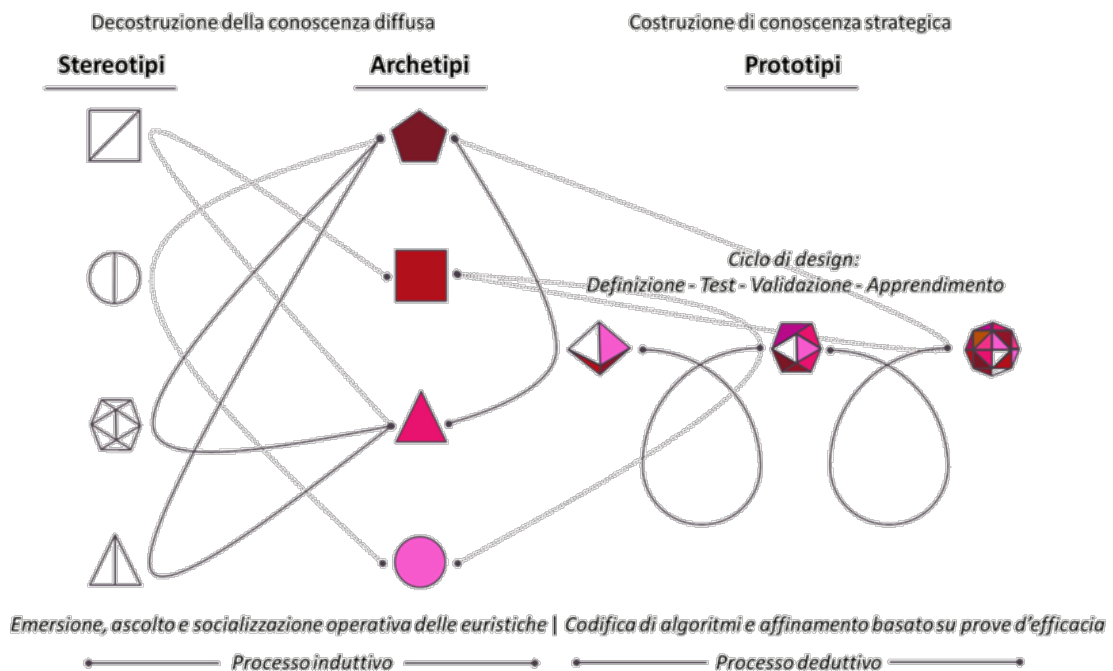 Decostruzione della conoscenza diffusa
Costruzione di conoscenza strategica
Stereotipi
Archetipi
Prototipi
Ciclo di design:
Definizione - Test - Validazione - Apprendimento
Emersione, ascolto e socializzazione operativa delle euristiche | Codifica di algoritmi e affinamento basato su prove d'efficacia
Processo induttivo
Processo deduttivo